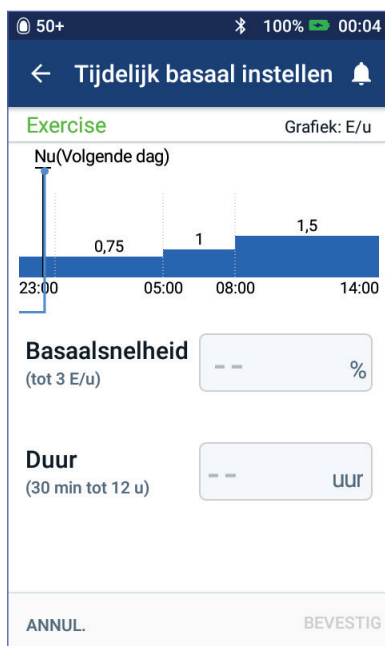 50+ 100% 00:04
Tijdelijk basaal instellen
Exercise Grafiek: E/u
Nu(Volgende dag)
0,75 1 1,5
23:00 05:00 08:00 14:00
Basaalsnelheid
(tot 3 E/u)
-- %
Duur
(30 min tot 12 u)
-- uur
ANNUL. BEVESTIG